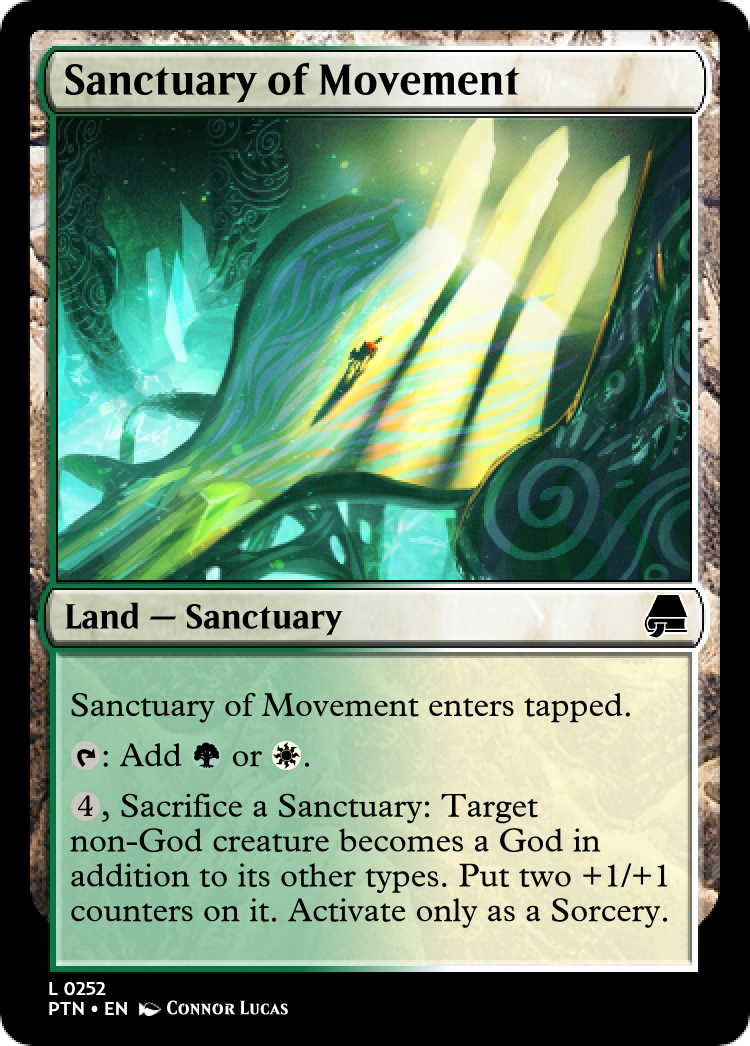 Sanctuary of Movement
Land — Sanctuary
Sanctuary of Movement enters tapped.
: Add or .
4, Sacrifice a Sanctuary: Target
non-God creature becomes a God in
addition to its other types. Put two +1/+1
counters on it. Activate only as a Sorcery.
L 0252
PTN • EN Connor Lucas